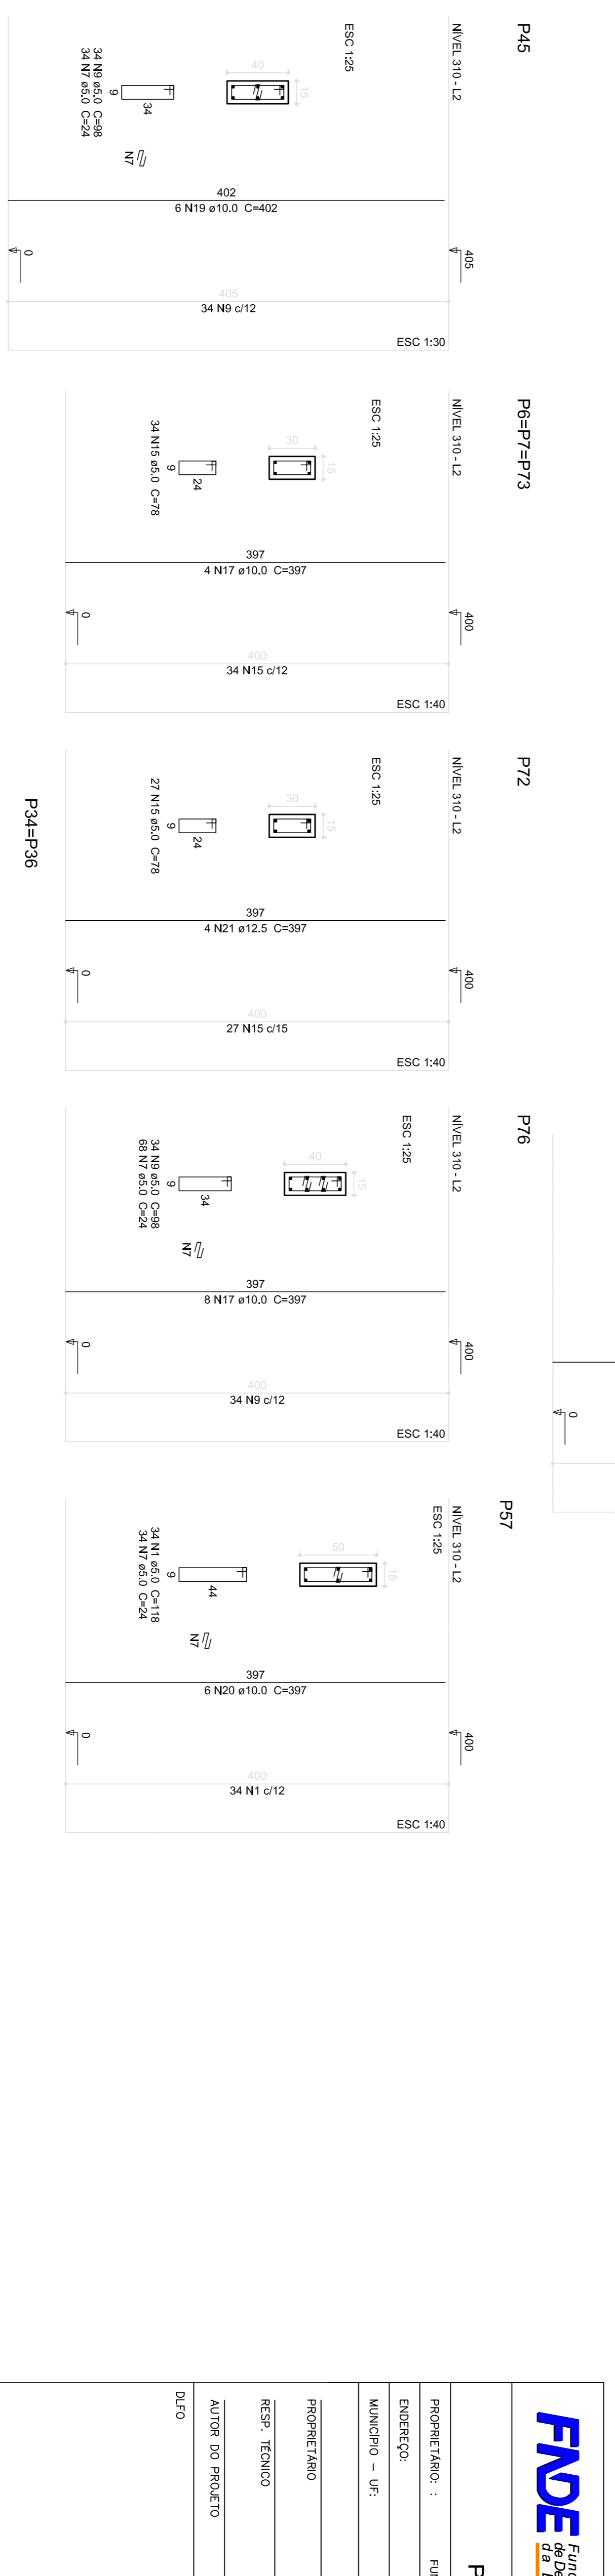 P45
NÍVEL 310 - L2
ESC 1:25
40
15
34
9
34 N9 ø5.0 C=98
34 N7 ø5.0 C=24
N7
402
6 N19 ø10.0 C=402
405
0
405
34 N9 c/12
ESC 1:30
P6=P7=P73
NÍVEL 310 - L2
ESC 1:25
30
15
24
9
34 N15 ø5.0 C=78
397
4 N17 ø10.0 C=397
400
0
400
34 N15 c/12
ESC 1:40
P72
NÍVEL 310 - L2
ESC 1:25
30
15
24
9
27 N15 ø5.0 C=78
397
4 N21 ø12.5 C=397
400
0
400
27 N15 c/15
ESC 1:40
P34=P36
P76
NÍVEL 310 - L2
ESC 1:25
40
15
34
9
34 N9 ø5.0 C=98
68 N7 ø5.0 C=24
N7
397
8 N17 ø10.0 C=397
400
0
400
34 N9 c/12
ESC 1:40
0
P57
NÍVEL 310 - L2
ESC 1:25
50
15
44
9
34 N1 ø5.0 C=118
34 N7 ø5.0 C=24
N7
397
6 N20 ø10.0 C=397
400
0
400
34 N1 c/12
ESC 1:40
FNDE
de De
da
P
PROPRIETÁRIO: :
ENDEREÇO:
MUNICÍPIO – UF:
PROPRIETÁRIO
RESP. TÉCNICO
AUTOR DO PROJETO
DLFO